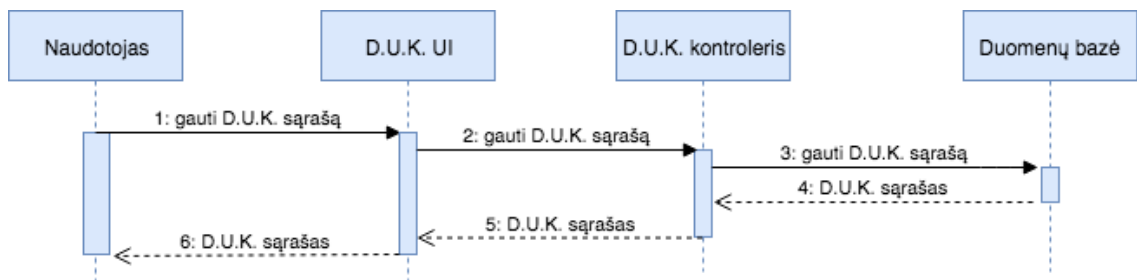 Naudotojas
D.U.K. UI
D.U.K. kontroleris
Duomenų bazė
1: gauti D.U.K. sąrašą
2: gauti D.U.K. sąrašą
3: gauti D.U.K. sąrašą
4: D.U.K. sąrašas
5: D.U.K. sąrašas
6: D.U.K. sąrašas